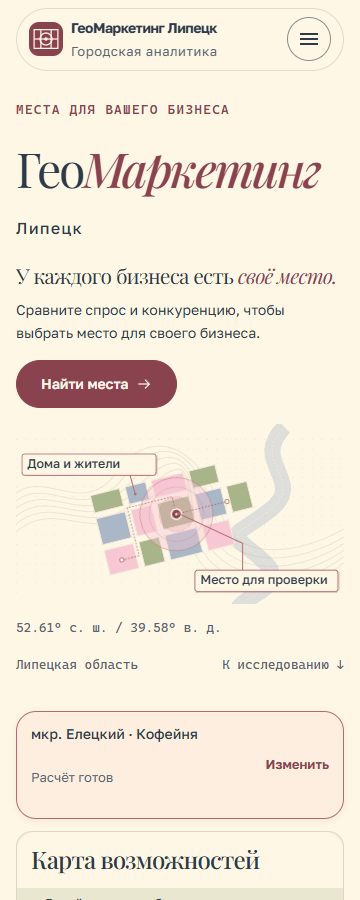 ГеоМаркетинг Липецк
Городская аналитика
МЕСТА ДЛЯ ВАШЕГО БИЗНЕСА
ГеоМаркетинг
Липецк
У каждого бизнеса есть своё место.
Сравните спрос и конкуренцию, чтобы
выбрать место для своего бизнеса.
Найти места →
Дома и жители
Место для проверки
52.61° с. ш. / 39.58° в. д.
Липецкая область
К исследованию ↓
мкр. Елецкий · Кофейня
Изменить
Расчёт готов
Карта возможностей